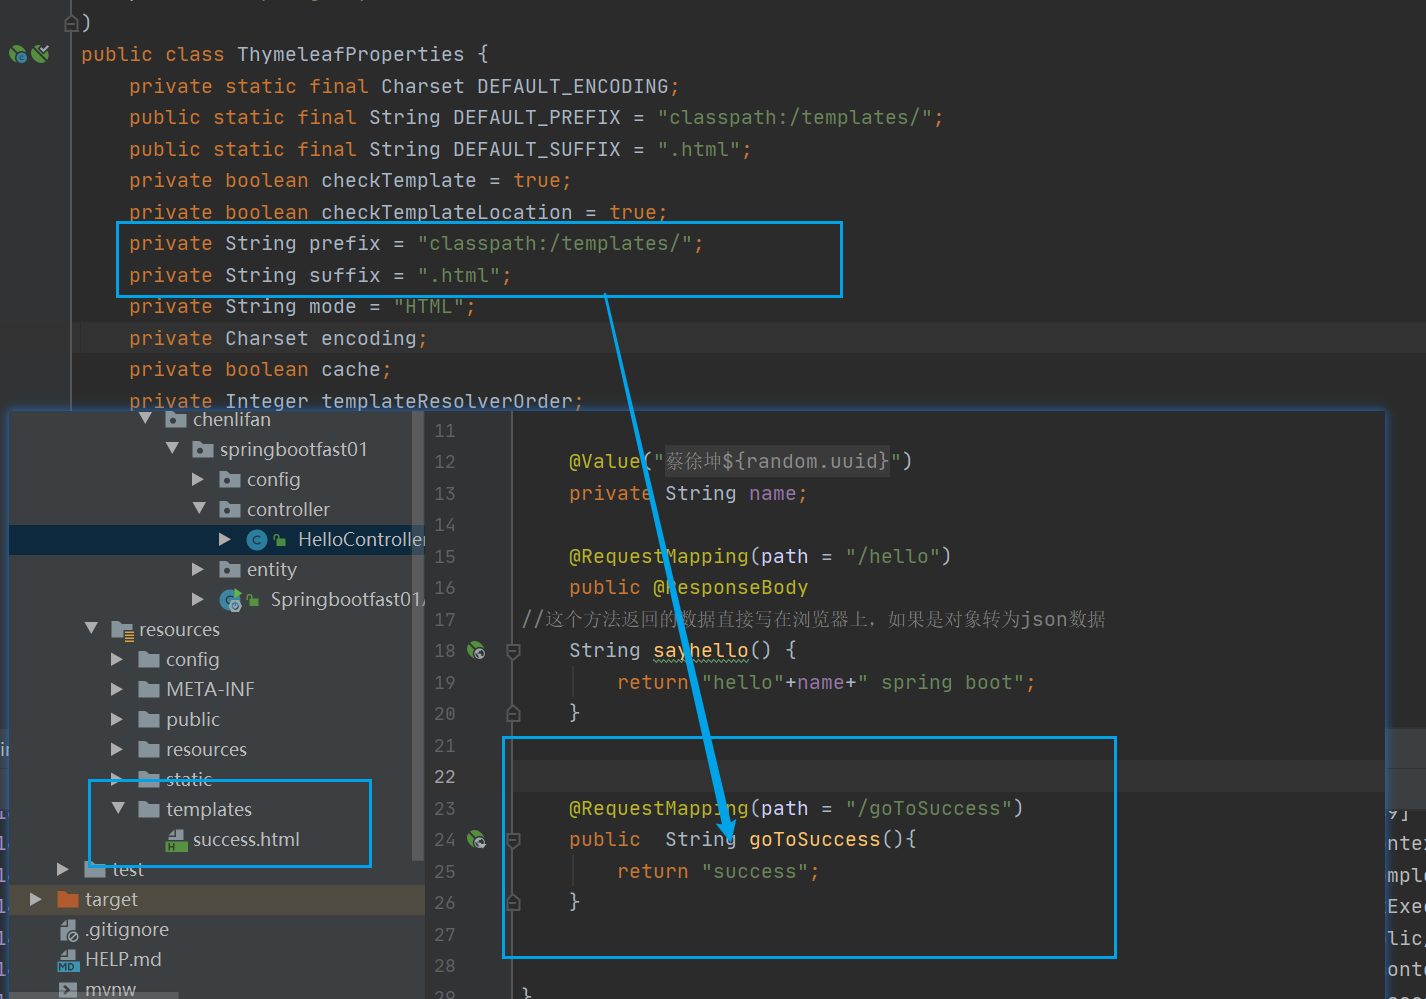 )
public class ThymeleafProperties {
private static final Charset DEFAULT_ENCODING;
public static final String DEFAULT_PREFIX = "classpath:/templates/";
public static final String DEFAULT_SUFFIX = ".html";
private boolean checkTemplate = true;
private boolean checkTemplateLocation = true;
private String prefix = "classpath:/templates/";
private String suffix = ".html";
private String mode = "HTML";
private Charset encoding;
private boolean cache;
private Integer templateResolverOrder;
chenlifan
springbootfast01
config
controller
HelloController
entity
Springbootfast01
resources
config
META-INF
public
resources
static
templates
success.html
test
target
.gitignore
HELP.md
mvnw
11
12 @Value("蔡徐坤${random.uuid}")
13 private String name;
14
15 @RequestMapping(path = "/hello")
16 public @ResponseBody
17 //这个方法返回的数据直接写在浏览器上，如果是对象转为json数据
18 String sayhello() {
19 return "hello"+name+" spring boot";
20 }
21
22
23 @RequestMapping(path = "/goToSuccess")
24 public String goToSuccess(){
25 return "success";
26 }
27
28
29 }